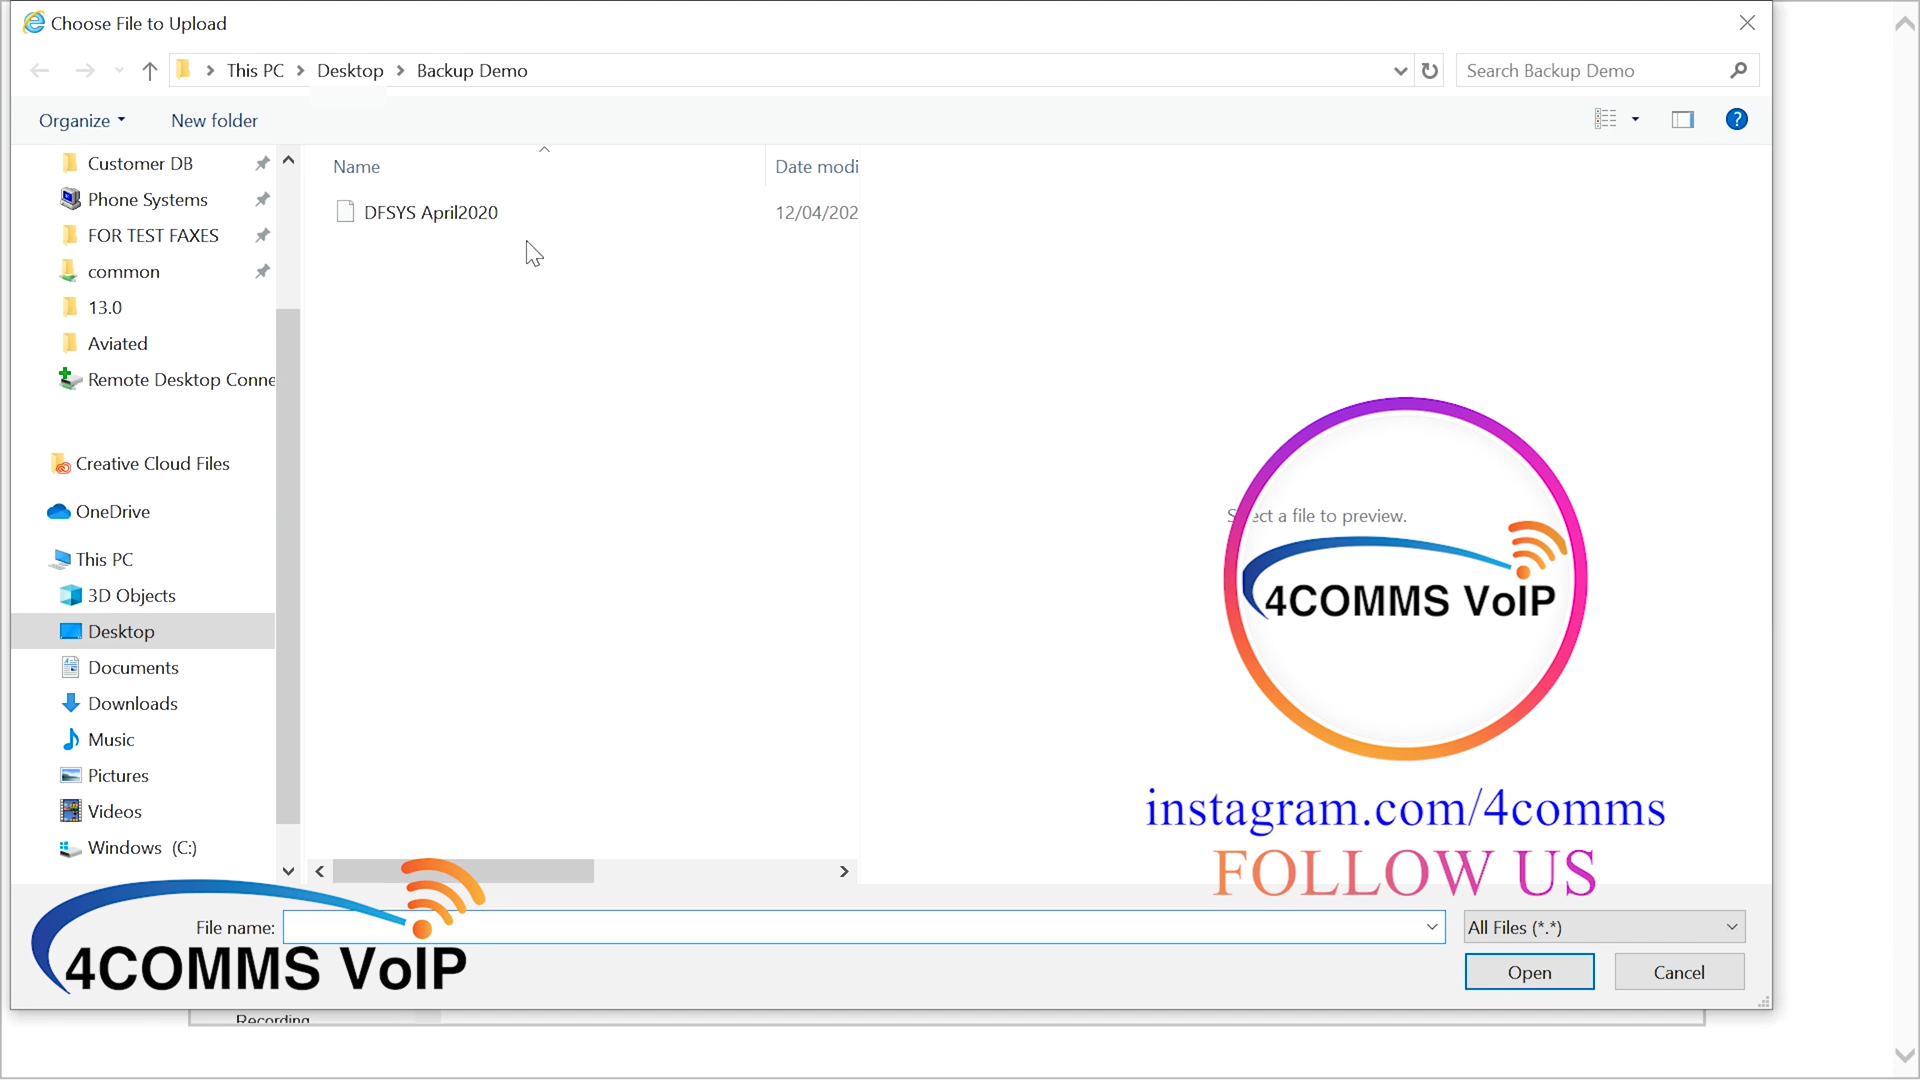 Choose File to Upload
This PC > Desktop > Backup Demo
Search Backup Demo
Organize
New folder
Name
Date modi
DFSYS April2020
12/04/202
Customer DB
Phone Systems
FOR TEST FAXES
common
13.0
Aviated
Remote Desktop Conne
Creative Cloud Files
OneDrive
This PC
3D Objects
Desktop
Documents
Downloads
Music
Pictures
Videos
Windows (C:)
ect a file to preview.
4COMMS VoIP
instagram.com/4comms
FOLLOW US
File name:
All Files (*.*)
4COMMS VoIP
Open
Cancel
Recording